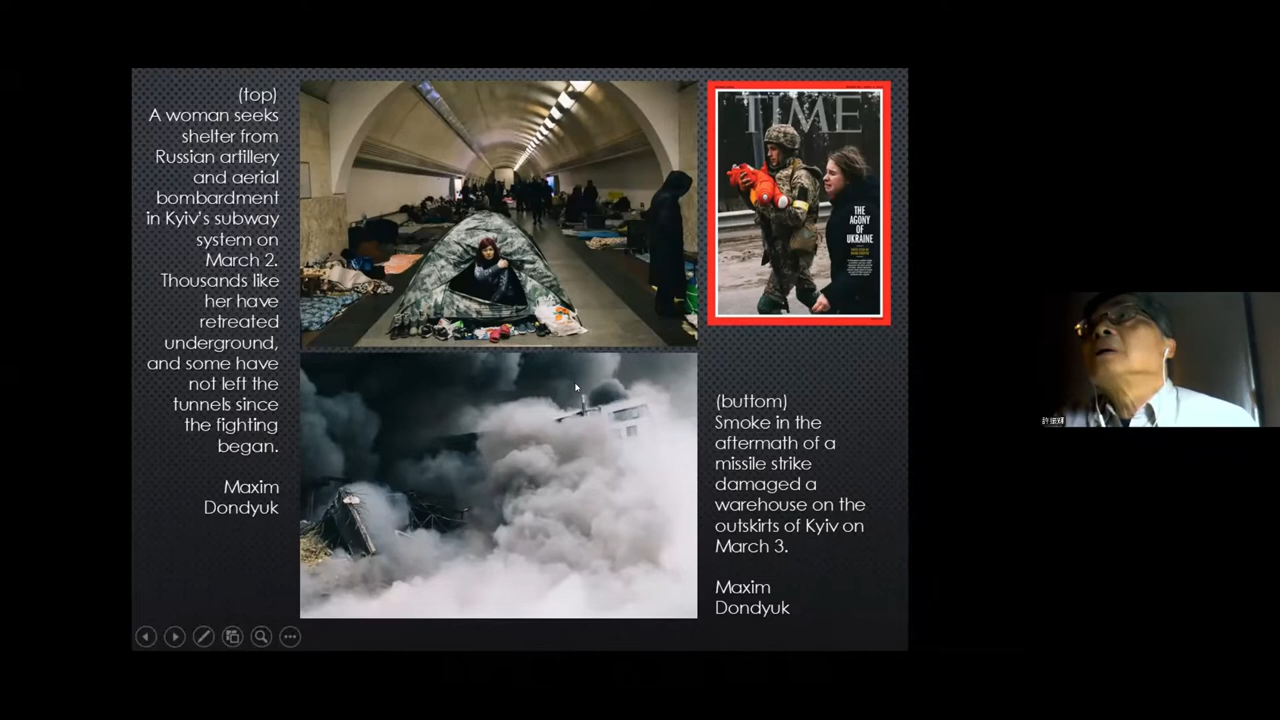 (top)
A woman seeks
shelter from
Russian artillery
and aerial
bombardment
in Kyiv's subway
system on
March 2.
Thousands like
her have
retreated
underground,
and some have
not left the
tunnels since
the fighting
began.
Maxim
Dondyuk
TIME
THE
AGONY
OF
UKRAINE
(buttom)
Smoke in the
aftermath of a
missile strike
damaged a
warehouse on the
outskirts of Kyiv on
March 3.
Maxim
Dondyuk